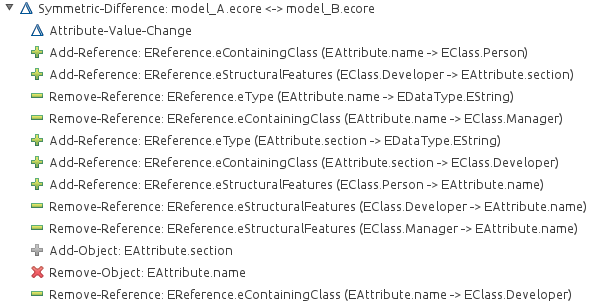 Symmetric-Difference: model_A.ecore <-> model_B.ecore
Attribute-Value-Change
Add-Reference: EReference.eContainingClass (EAttribute.name -> EClass.Person)
Add-Reference: EReference.eStructuralFeatures (EClass.Developer -> EAttribute.section)
Remove-Reference: EReference.eType (EAttribute.name -> EDataType.EString)
Remove-Reference: EReference.eContainingClass (EAttribute.name -> EClass.Manager)
Add-Reference: EReference.eType (EAttribute.section -> EDataType.EString)
Add-Reference: EReference.eContainingClass (EAttribute.section -> EClass.Developer)
Add-Reference: EReference.eStructuralFeatures (EClass.Person -> EAttribute.name)
Remove-Reference: EReference.eStructuralFeatures (EClass.Developer -> EAttribute.name)
Remove-Reference: EReference.eStructuralFeatures (EClass.Manager -> EAttribute.name)
Add-Object: EAttribute.section
Remove-Object: EAttribute.name
Remove-Reference: EReference.eContainingClass (EAttribute.name -> EClass.Developer)